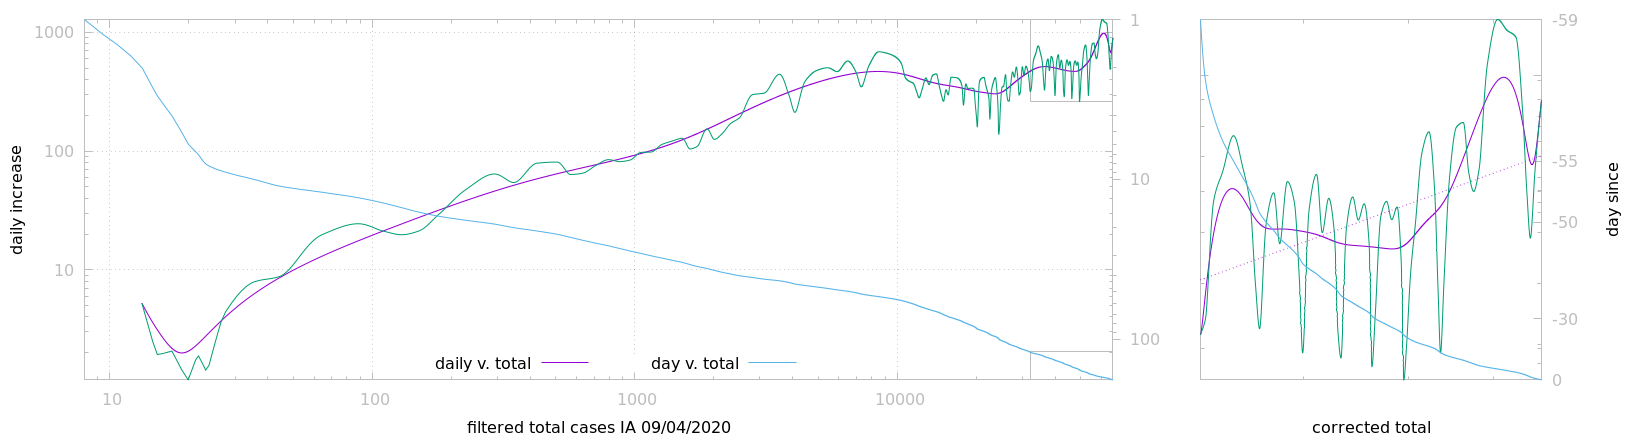 1000
100
10
daily increase
10
100
1000
10000
1
10
100
daily v. total
day v. total
filtered total cases IA 09/04/2020
-59
-55
-50
-30
0
day since
corrected total